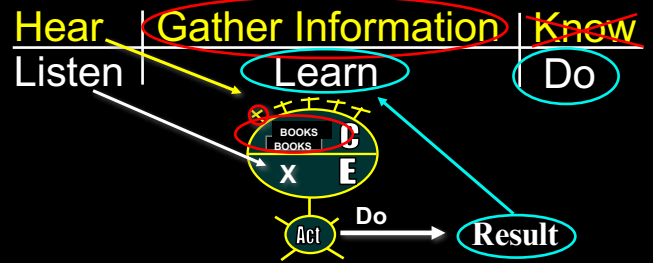 Hear Gather Information Know
Listen Learn Do
BOOKS C
BOOKS
X E
Act Do Result